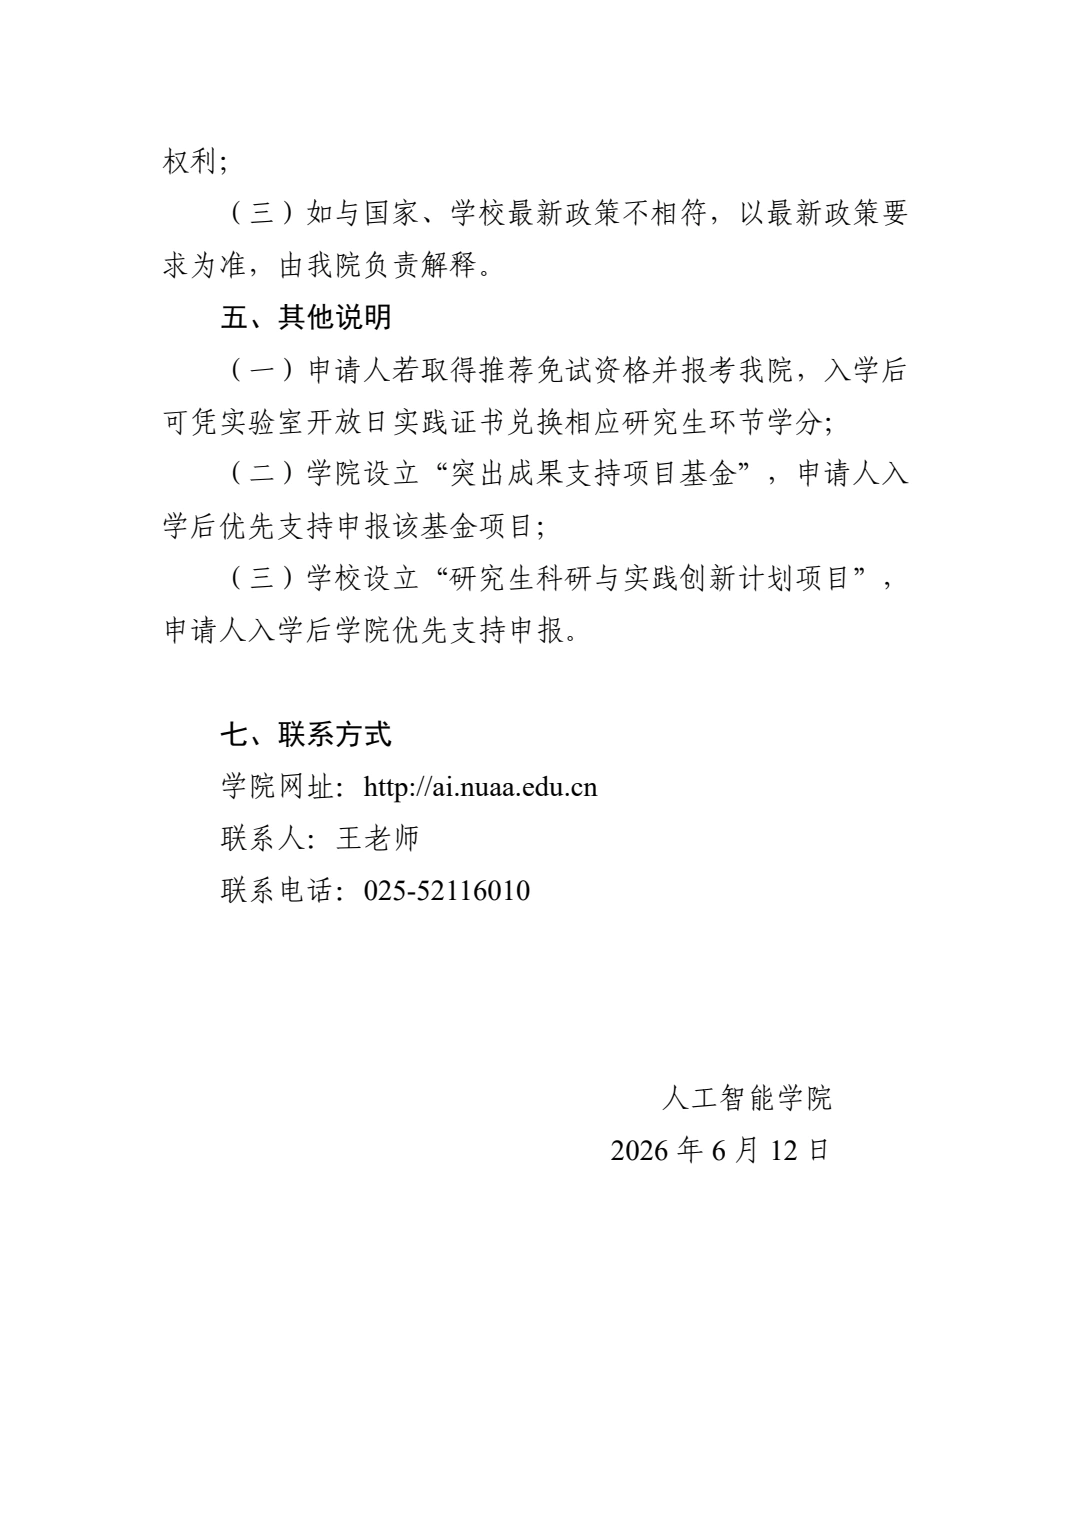 权利；
（三）如与国家、学校最新政策不相符，以最新政策要
求为准，由我院负责解释。
五、其他说明
（一）申请人若取得推荐免试资格并报考我院，入学后
可凭实验室开放日实践证书兑换相应研究生环节学分；
（二）学院设立“突出成果支持项目基金”，申请人入
学后优先支持申报该基金项目；
（三）学校设立“研究生科研与实践创新计划项目”，
申请人入学后学院优先支持申报。
七、联系方式
学院网址：http://ai.nuaa.edu.cn
联系人：王老师
联系电话：025-52116010
人工智能学院
2026 年 6 月 12 日